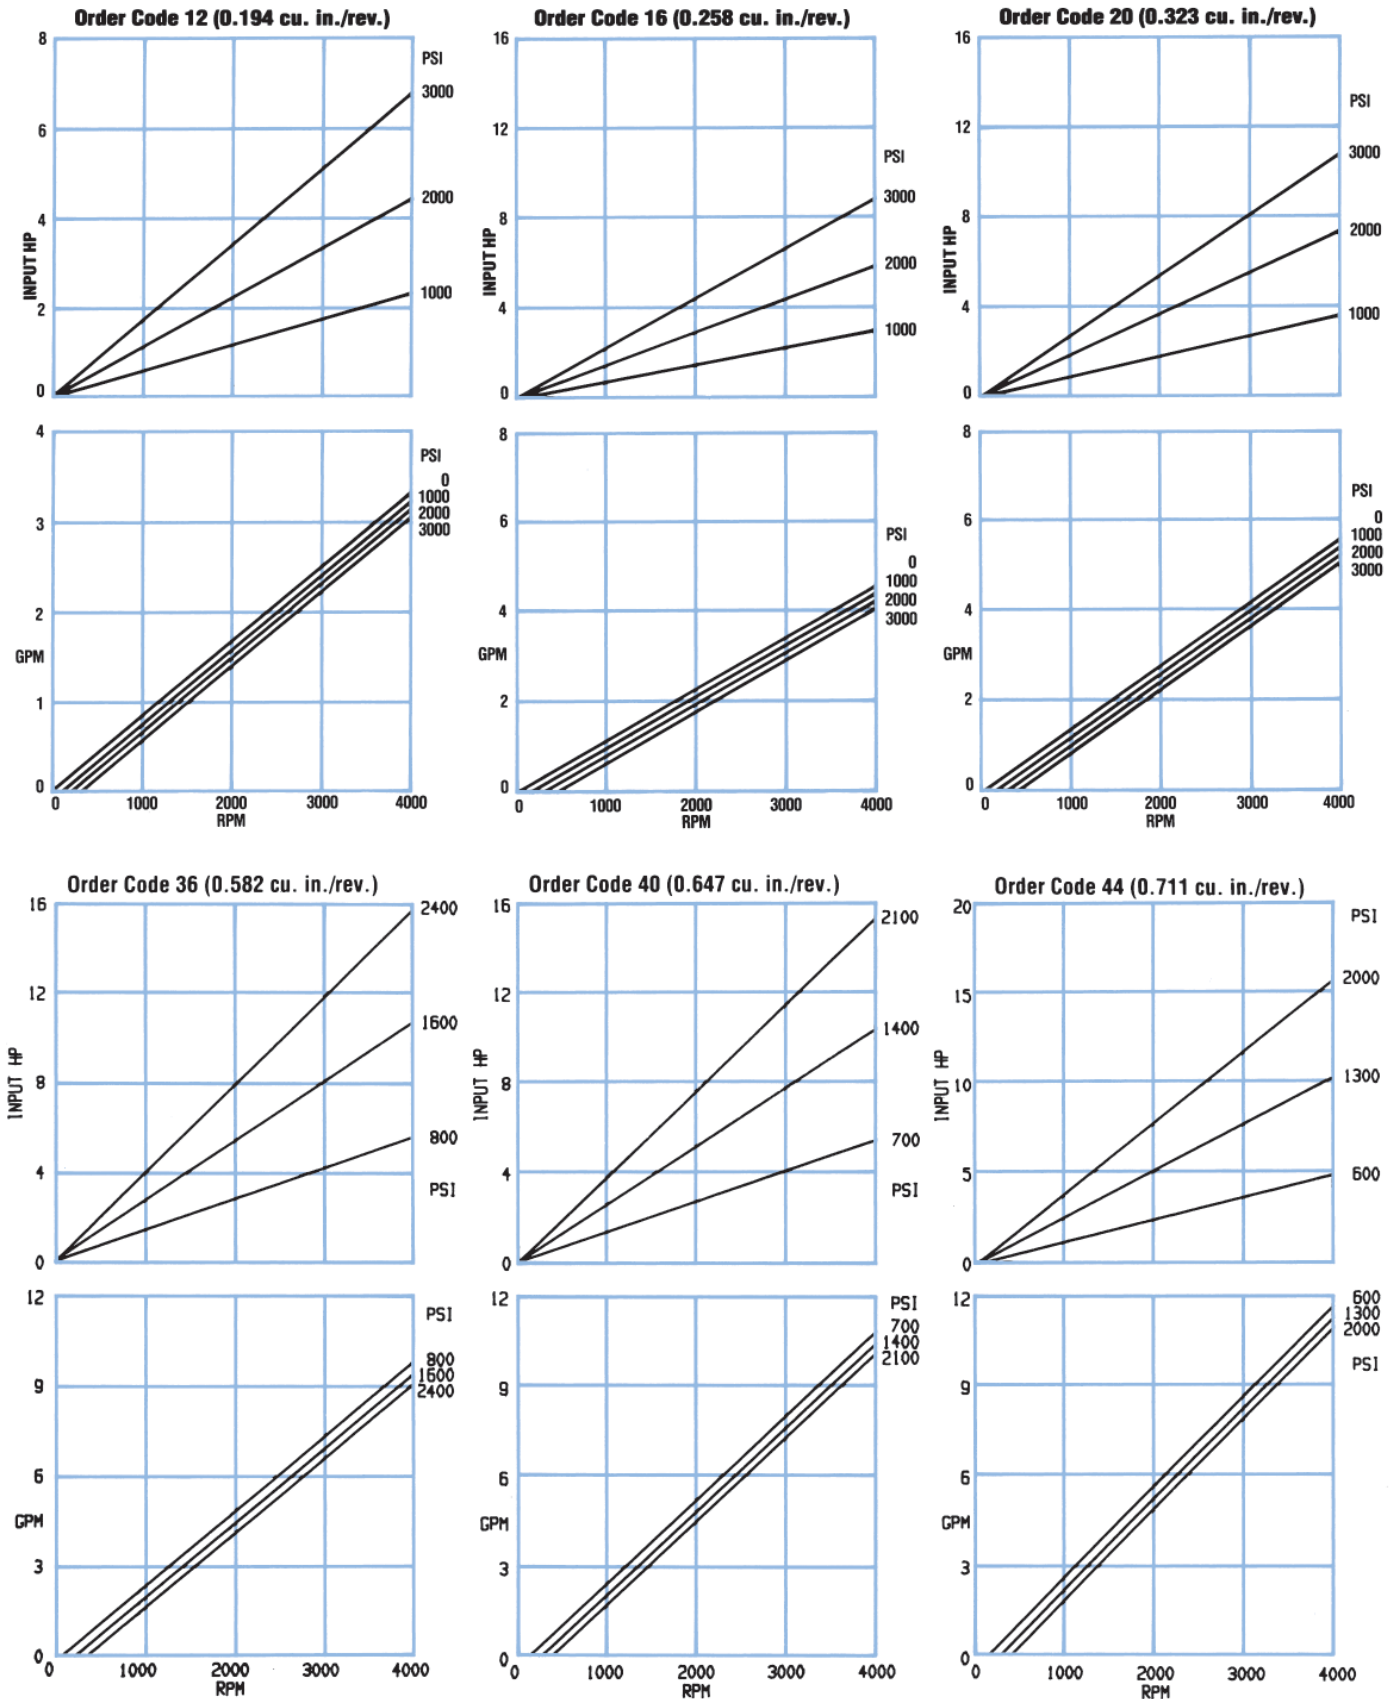 Order Code 12 (0.194 cu. in./rev.)
8
6
4
2
0
INPUT HP
PSI
3000
2000
1000
4
3
2
1
0
GPM
PSI
0
1000
2000
3000
0 1000 2000 3000 4000
RPM
Order Code 16 (0.258 cu. in./rev.)
16
12
8
4
0
INPUT HP
PSI
3000
2000
1000
8
6
4
2
0
GPM
PSI
0
1000
2000
3000
0 1000 2000 3000 4000
RPM
Order Code 20 (0.323 cu. in./rev.)
16
12
8
4
0
INPUT HP
PSI
3000
2000
1000
8
6
4
2
0
GPM
PSI
0
1000
2000
3000
0 1000 2000 3000 4000
RPM
Order Code 36 (0.582 cu. in./rev.)
16
12
8
4
0
INPUT HP
2400
1600
800
PSI
12
9
6
3
0
GPM
PSI
800
1600
2400
0 1000 2000 3000 4000
RPM
Order Code 40 (0.647 cu. in./rev.)
16
12
8
4
0
INPUT HP
2100
1400
700
PSI
12
9
6
3
0
GPM
PSI
700
1400
2100
0 1000 2000 3000 4000
RPM
Order Code 44 (0.711 cu. in./rev.)
20
15
10
5
0
INPUT HP
PSI
2000
1300
600
12
9
6
3
0
GPM
600
1300
2000
PSI
0 1000 2000 3000 4000
RPM